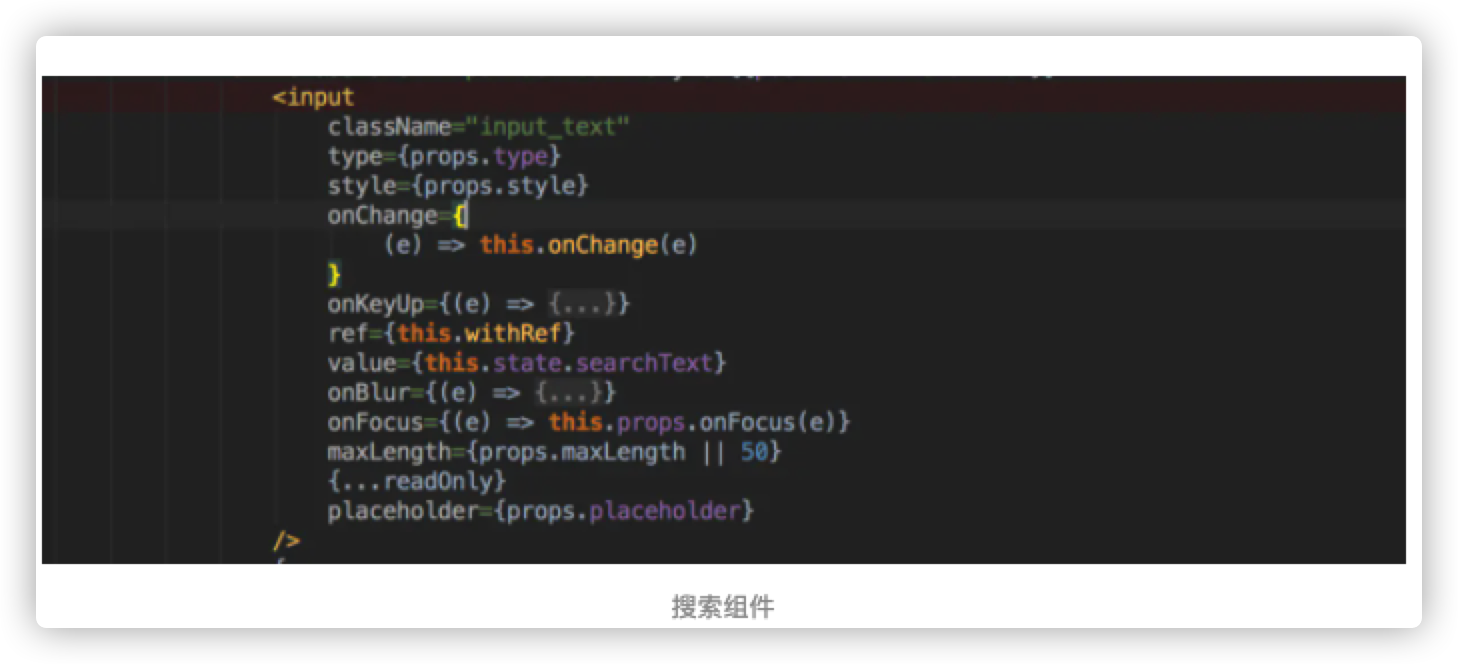 <input
className="input_text"
type={props.type}
style={props.style}
onChange={
(e) => this.onChange(e)
}
onKeyUp={(e) => {...}}
ref={this.withRef}
value={this.state.searchText}
onBlur={(e) => {...}}
onFocus={(e) => this.props.onFocus(e)}
maxLength={props.maxLength || 50}
{...readOnly}
placeholder={props.placeholder}
/>
搜索组件